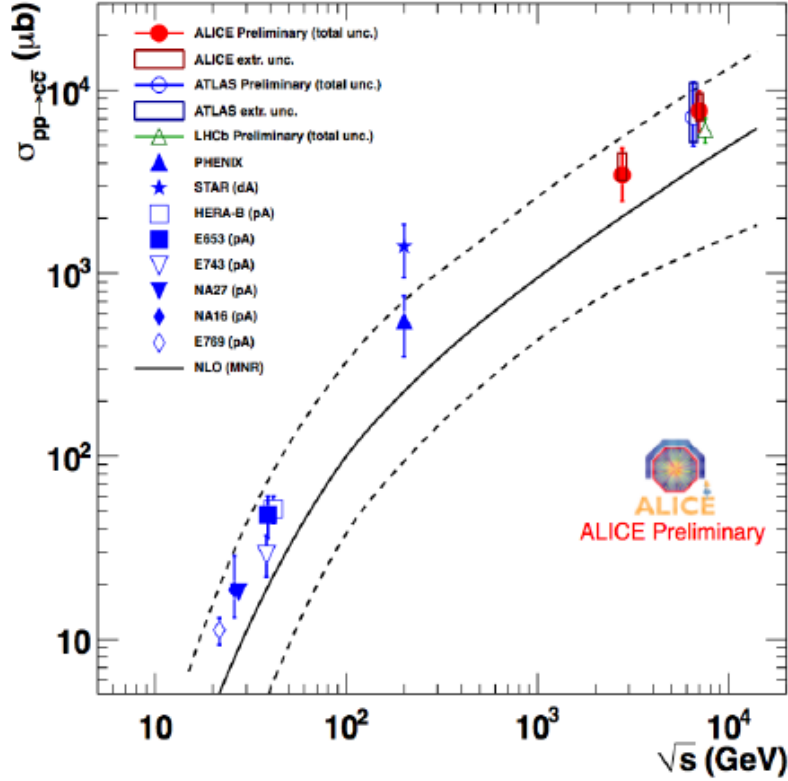 σpp→cc̅ (μb)
ALICE Preliminary (total unc.)
ALICE extr. unc.
ATLAS Preliminary (total unc.)
ATLAS extr. unc.
LHCb Preliminary (total unc.)
PHENIX
STAR (dA)
HERA-B (pA)
E653 (pA)
E743 (pA)
NA27 (pA)
NA16 (pA)
E769 (pA)
NLO (MNR)
10⁴
10³
10²
10
ALICE
ALICE Preliminary
10
10²
10³
10⁴
√s (GeV)